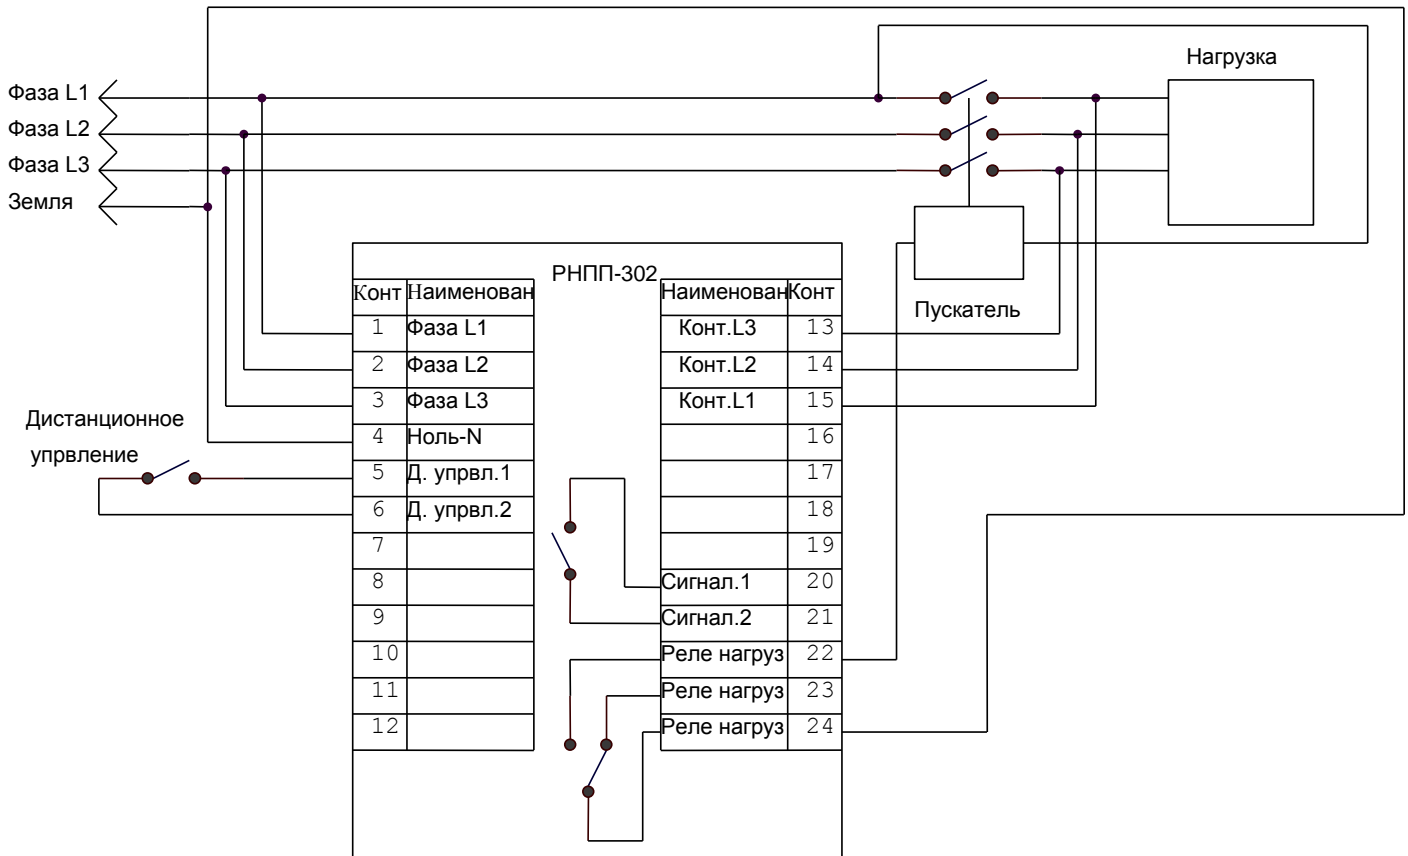 Нагрузка
Фаза L1
Фаза L2
Фаза L3
Земля
РНПП-302
Конт Наименован
Наименован Конт
Пускатель
1 Фаза L1
Конт.L3 13
2 Фаза L2
Конт.L2 14
3 Фаза L3
Конт.L1 15
Дистанционное
упрвление
4 Ноль-N
16
5 Д. упрвл.1
17
6 Д. упрвл.2
18
7
19
8
Сигнал.1 20
9
Сигнал.2 21
10
Реле нагруз 22
11
Реле нагруз 23
12
Реле нагруз 24